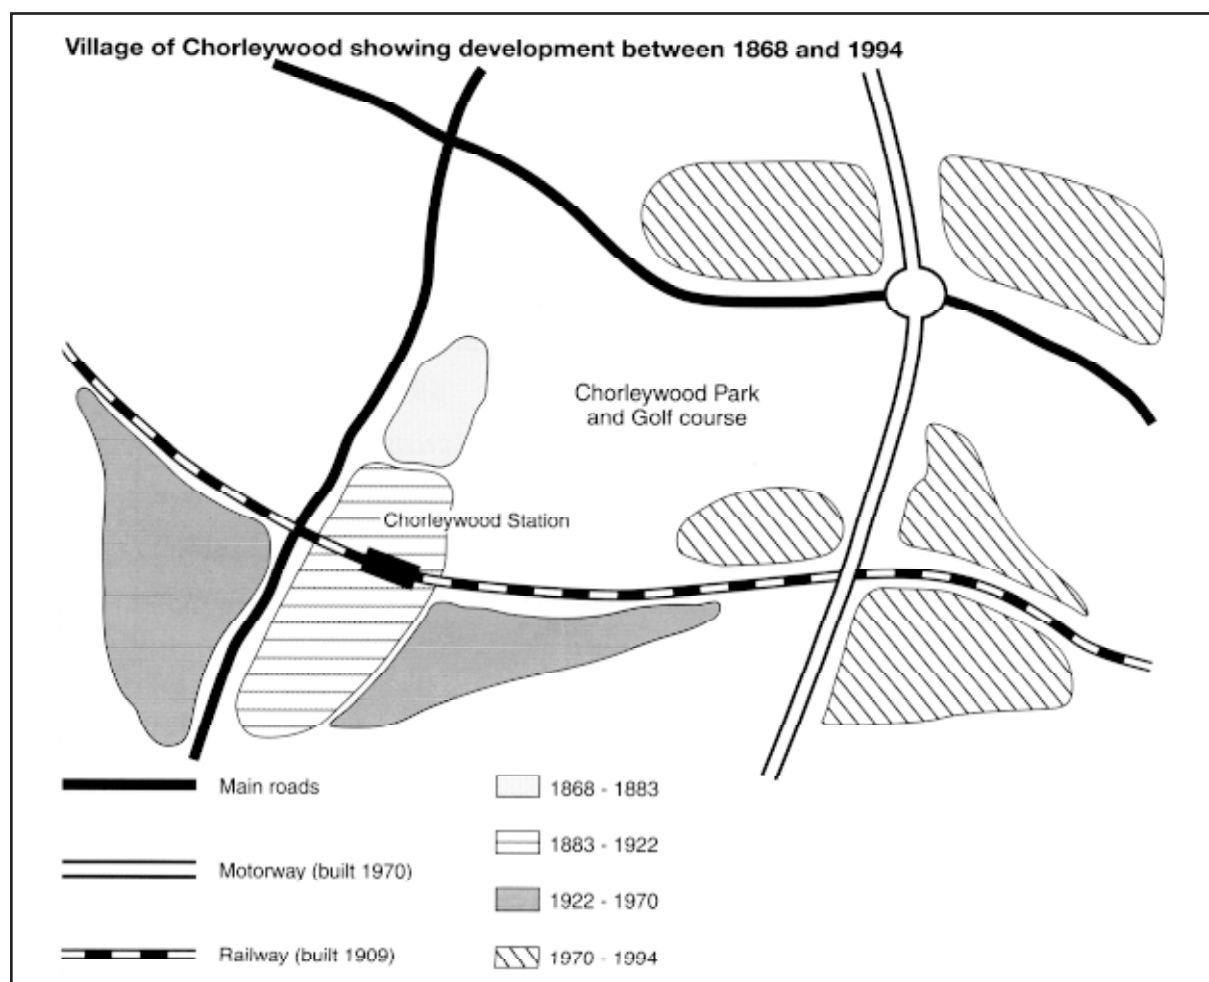 Village of Chorleywood showing development between 1868 and 1994
Chorleywood Park
and Golf course
Chorleywood Station
Main roads
Motorway (built 1970)
Railway (built 1909)
1868 - 1883
1883 - 1922
1922 - 1970
1970 - 1994